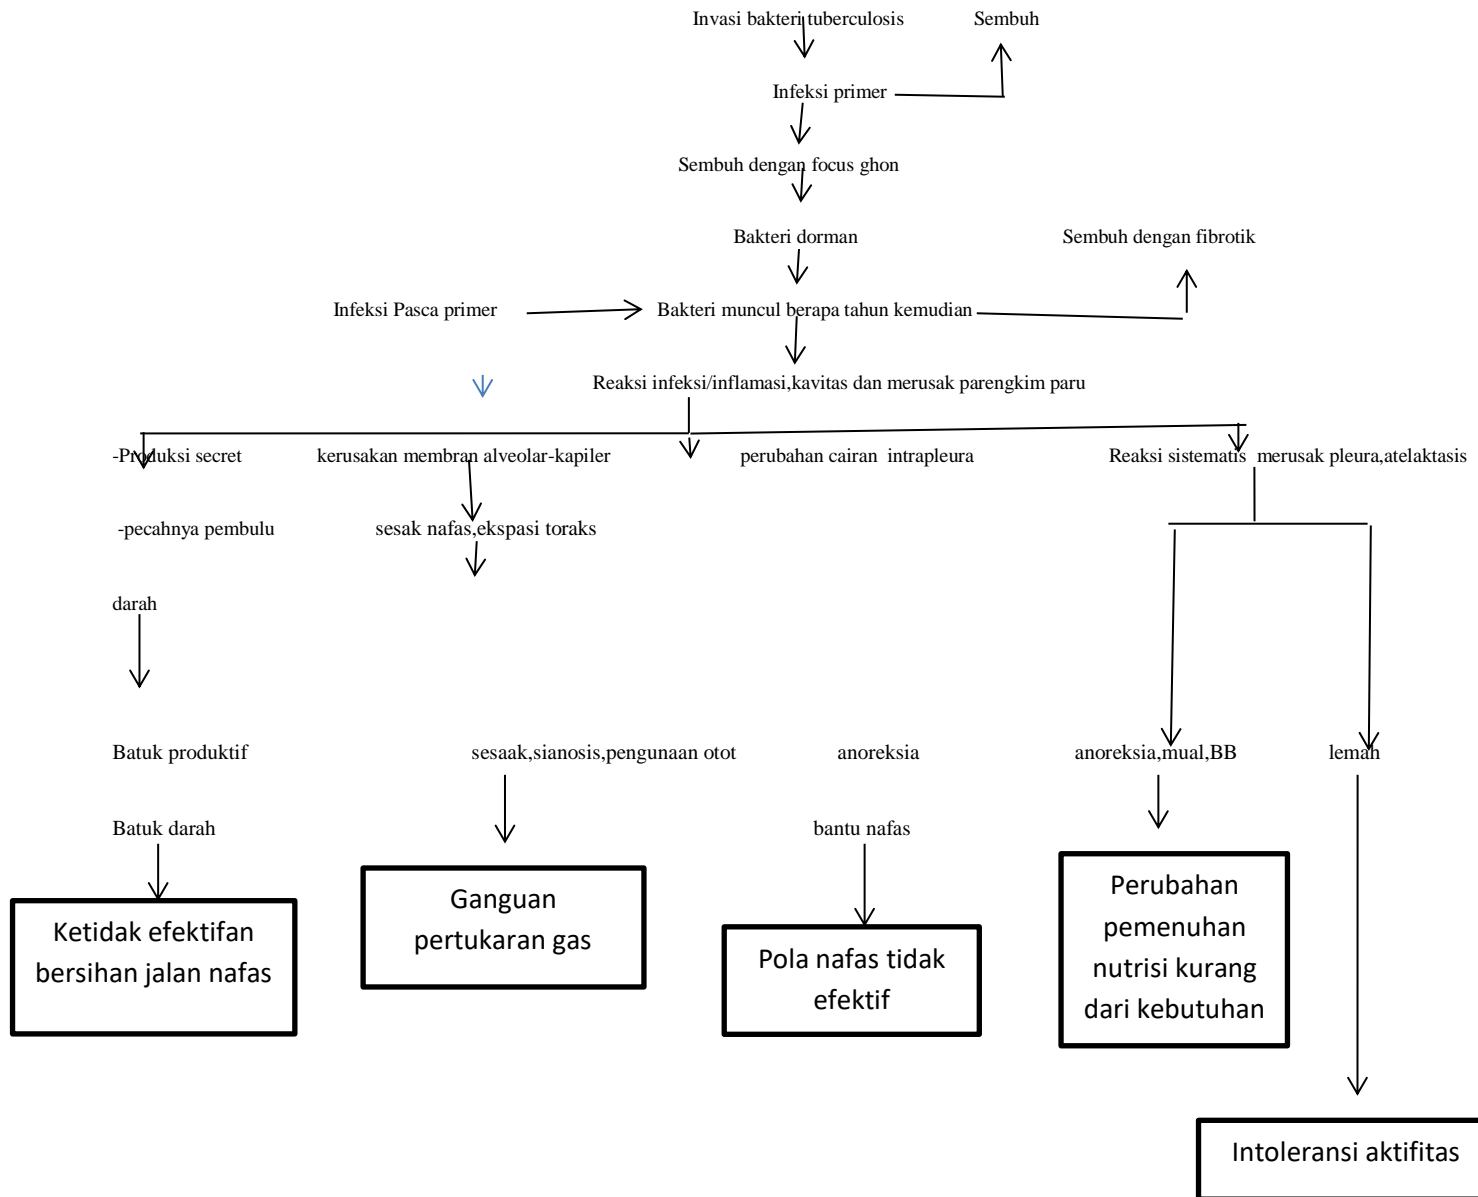 Invasi bakteri tuberculosis Sembuh
Infeksi primer
Sembuh dengan focus ghon
Bakteri dorman Sembuh dengan fibrotik
Infeksi Pasca primer Bakteri muncul berapa tahun kemudian
Reaksi infeksi/inflamasi,kavitas dan merusak parengkim paru
-Produksi secret kerusakan membran alveolar-kapiler perubahan cairan intrapleura Reaksi sistematis merusak pleura,atelaktasis
-pecahnya pembulu sesak nafas,ekspasi toraks
darah
Batuk produktif sesaak,sianosis,pengunaan otot anoreksia anoreksia,mual,BB lemah
Batuk darah bantu nafas
Ketidak efektifan
bersihan jalan nafas
Ganguan
pertukaran gas
Pola nafas tidak
efektif
Perubahan
pemenuhan
nutrisi kurang
dari kebutuhan
Intoleransi aktifitas